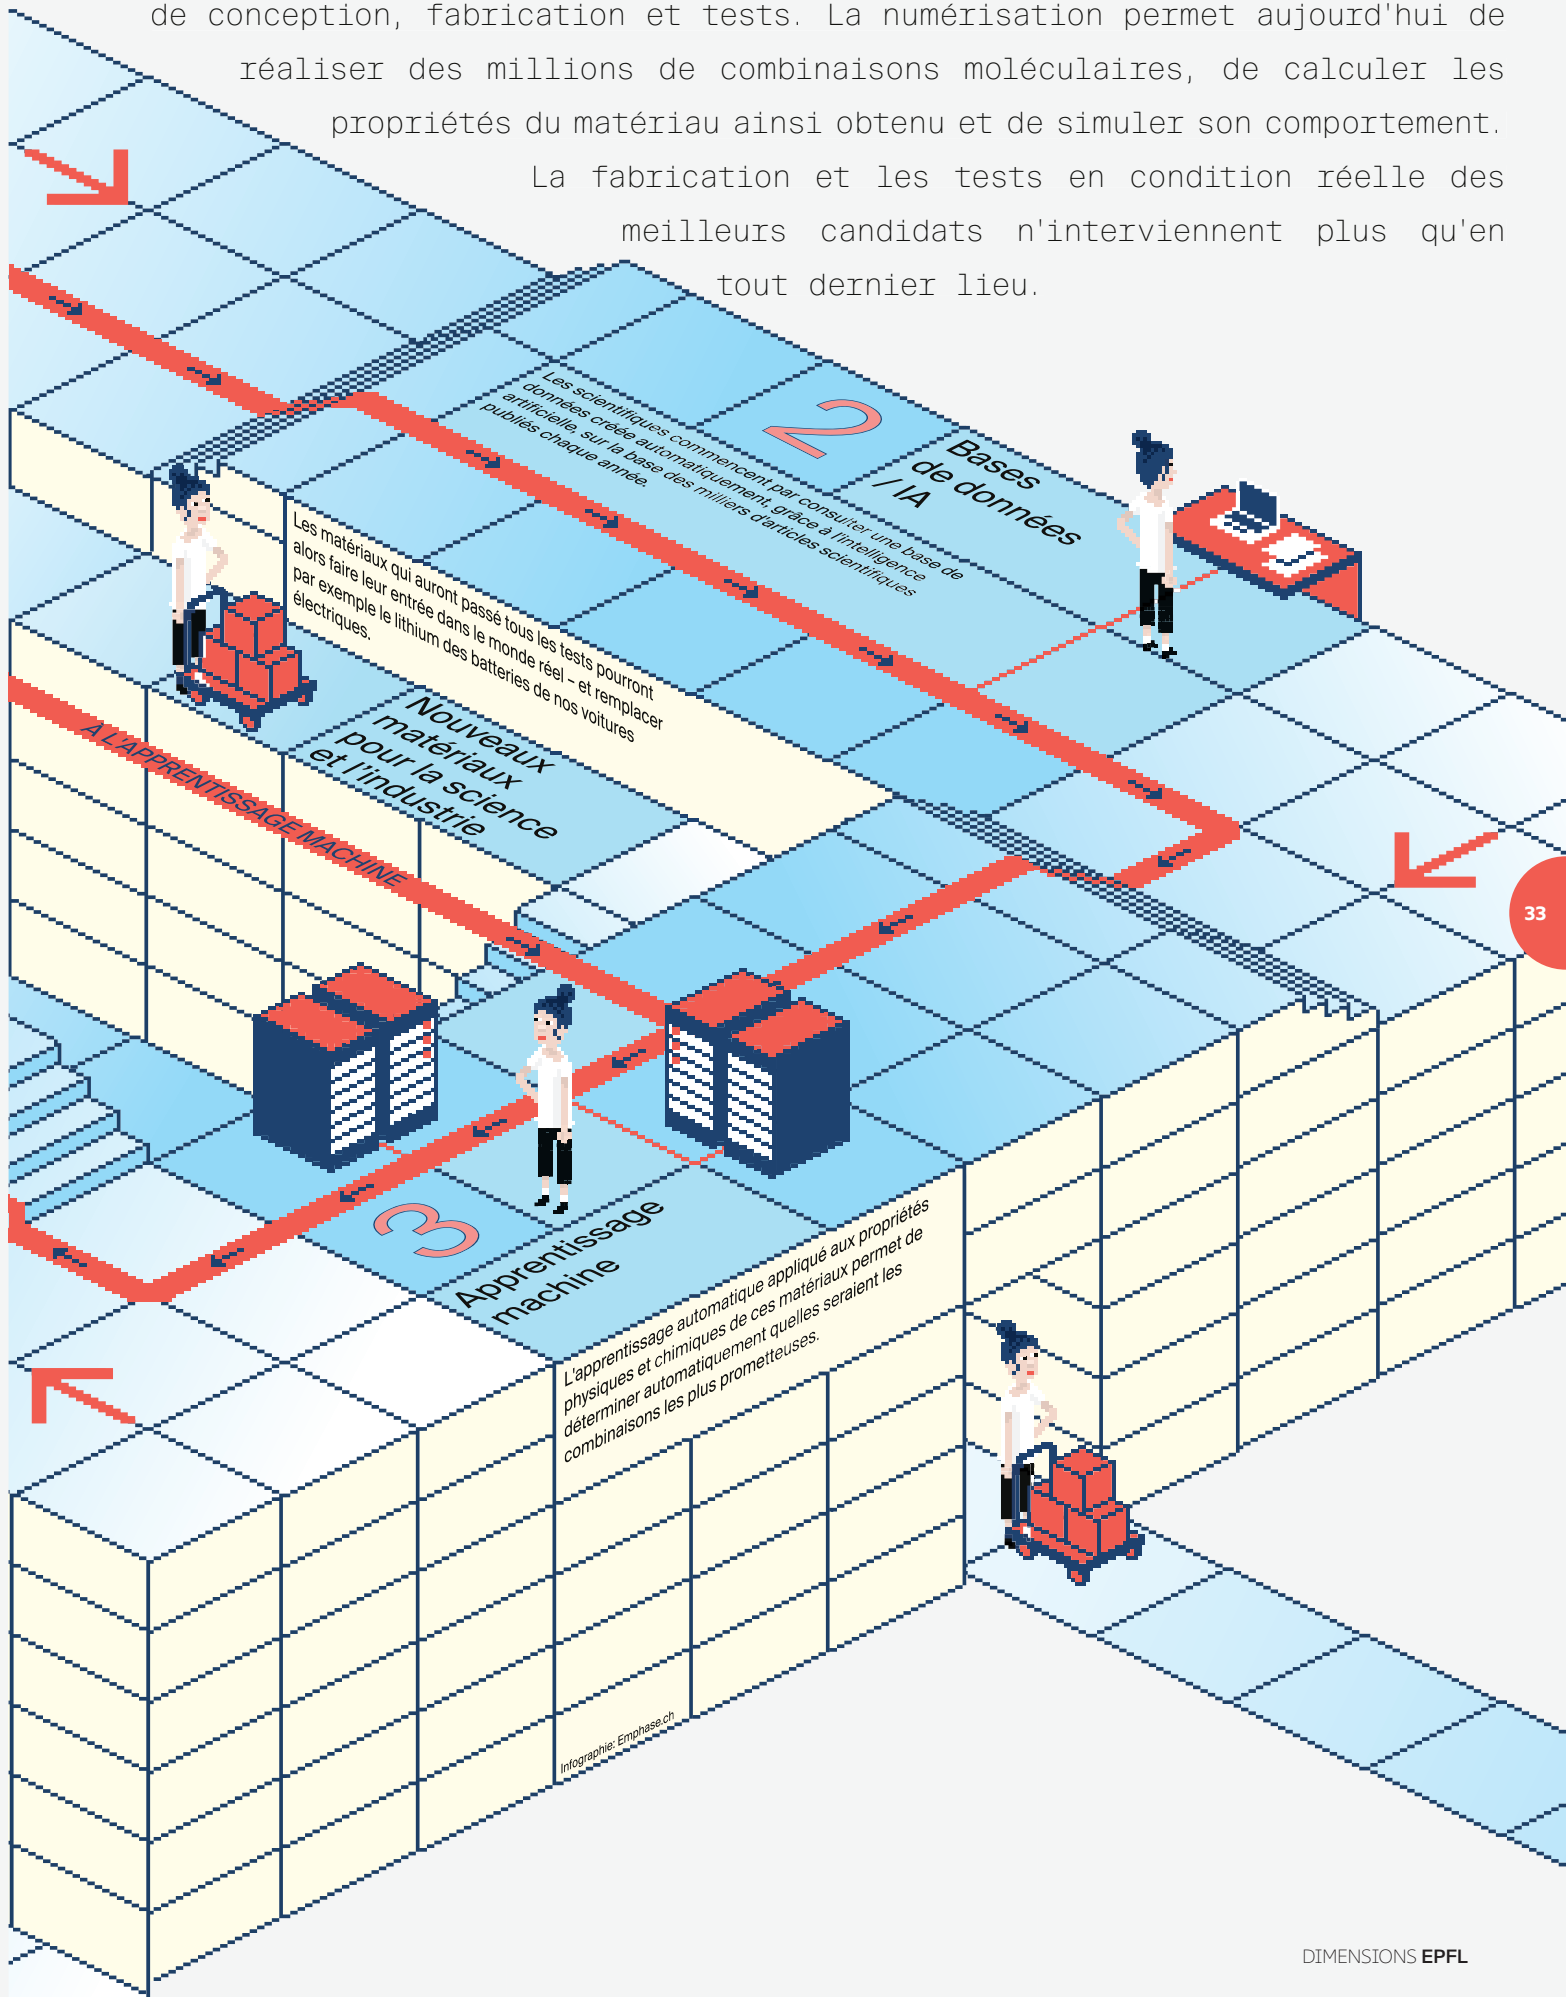 de conception, fabrication et tests. La numérisation permet aujourd'hui de
réaliser des millions de combinaisons moléculaires, de calculer les
propriétés du matériau ainsi obtenu et de simuler son comportement.
La fabrication et les tests en condition réelle des
meilleurs candidats n'interviennent plus qu'en
tout dernier lieu.
2
Bases
de données
/ IA
Les scientifiques commencent par consulter une base de
données créée automatiquement, grâce à l'intelligence
artificielle, sur la base des milliers d'articles scientifiques
publiés chaque année.
Les matériaux qui auront passé tous les tests pourront
alors faire leur entrée dans le monde réel – et remplacer
par exemple le lithium des batteries de nos voitures
électriques.
Nouveaux
matériaux
pour la science
et l'industrie
À L'APPRENTISSAGE MACHINE
33
3
Apprentissage
machine
L'apprentissage automatique appliqué aux propriétés
physiques et chimiques de ces matériaux permet de
déterminer automatiquement quelles seraient les
combinaisons les plus prometteuses.
Infographie: Emphase.ch
DIMENSIONS EPFL